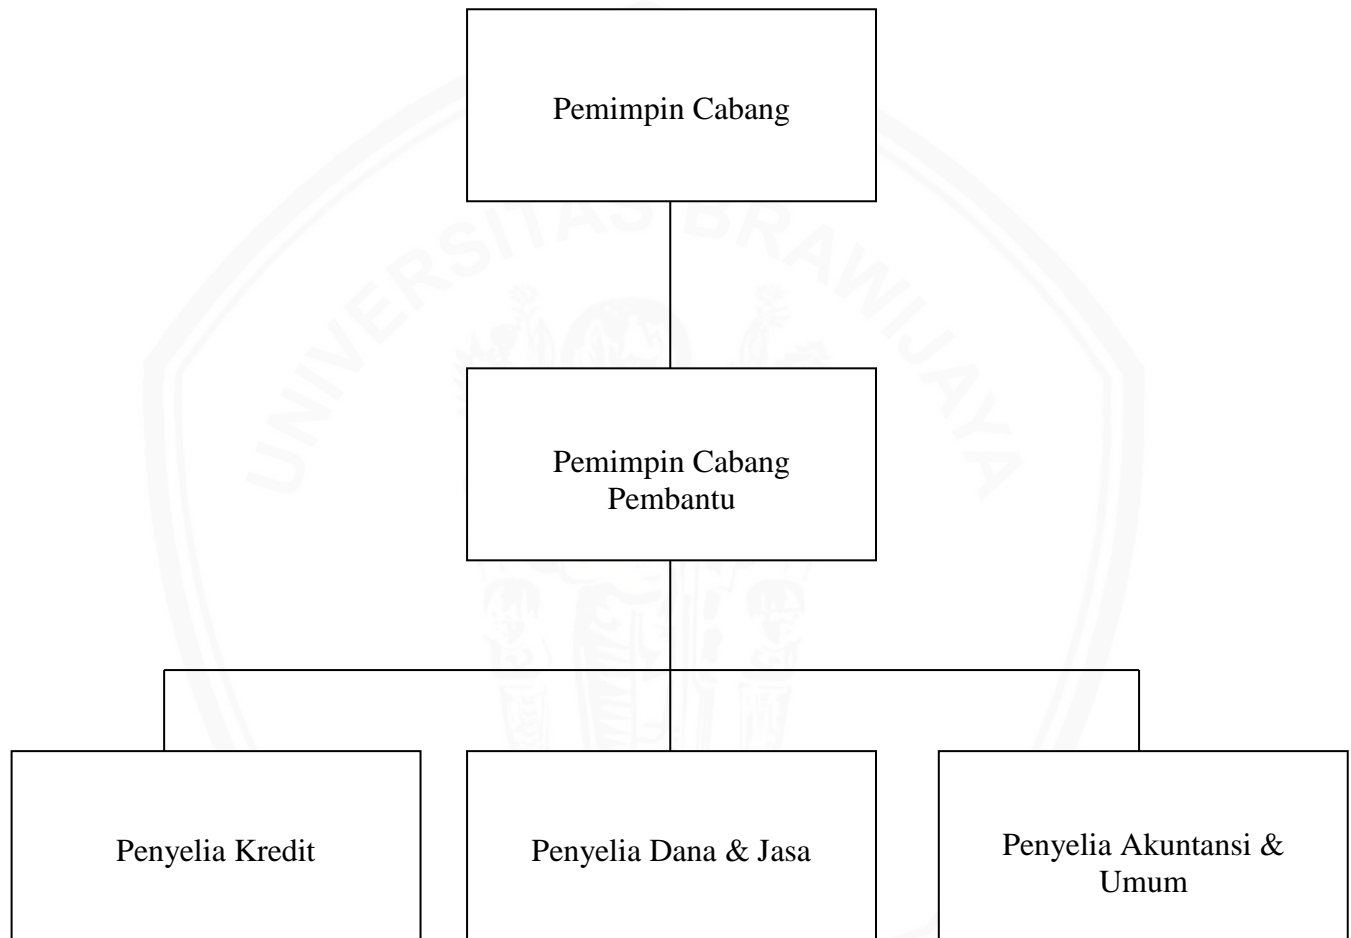 Pemimpin Cabang
UNIVERSITAS BRAWIJAYA
Pemimpin Cabang
Pembantu
Penyelia Kredit
Penyelia Dana & Jasa
Penyelia Akuntansi &
Umum